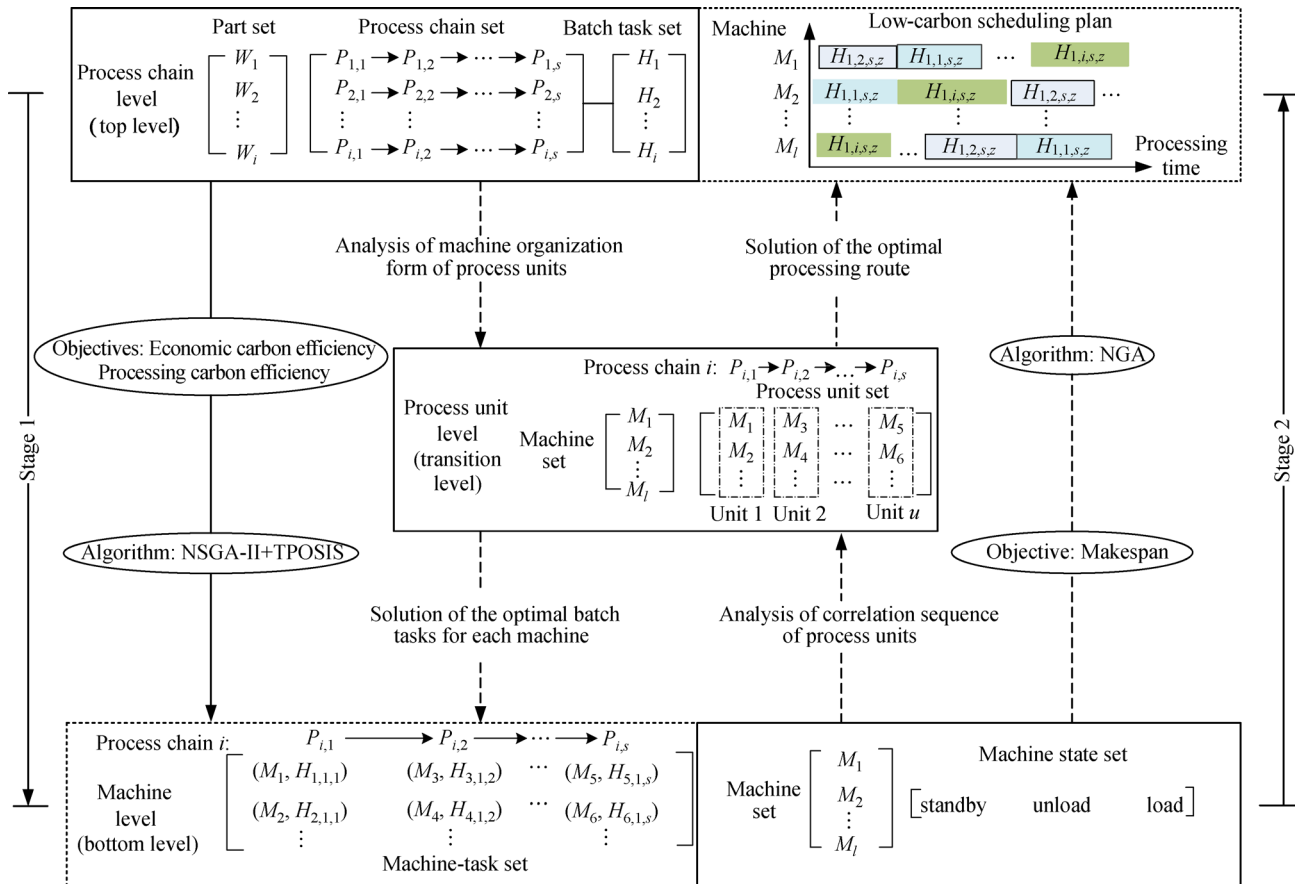 Part set
Process chain set
Batch task set
Process chain
level
(top level)
W1
W2
⋮
Wi
P1,1 → P1,2 → ⋯ → P1,s
P2,1 → P2,2 → ⋯ → P2,s
⋮ ⋮ ⋮
Pi,1 → Pi,2 → ⋯ → Pi,s
H1
H2
⋮
Hi
Low-carbon scheduling plan
Machine
M1 H1,2,s,z H1,1,s,z … H1,i,s,z
M2 H1,1,s,z H1,i,s,z H1,2,s,z …
⋮ ⋮ ⋮
Ml H1,i,s,z … H1,2,s,z H1,1,s,z
Processing
time
Stage 1
Analysis of machine organization
form of process units
Solution of the optimal
processing route
Objectives: Economic carbon efficiency
Processing carbon efficiency
Algorithm: NGA
Stage 2
Process chain i: Pi,1 → Pi,2 → … → Pi,s
Process unit set
Process unit
level
(transition
level)
Machine
set
M1
M2
⋮
Ml
M1 M3 ⋯ M5
M2 M4 ⋯ M6
⋮ ⋮ ⋯ ⋮
Unit 1 Unit 2 Unit u
Algorithm: NSGA-II+TPOSIS
Objective: Makespan
Solution of the optimal batch
tasks for each machine
Analysis of correlation sequence
of process units
Process chain i: Pi,1 → Pi,2 → ⋯ → Pi,s
Machine
level
(bottom level)
(M1, H1,1,1) (M3, H3,1,2) ⋯ (M5, H5,1,s)
(M2, H2,1,1) (M4, H4,1,2) ⋯ (M6, H6,1,s)
⋮ ⋮ ⋮
Machine-task set
Machine
set
M1
M2
⋮
Ml
Machine state set
[standby unload load]